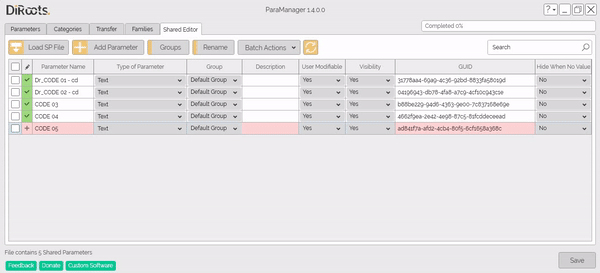 DiRoots.
ParaManager 1.4.0.0
?
Parameters Categories Transfer Families Shared Editor
Completed 0%
Load SP File Add Parameter Groups Rename Batch Actions Search
Parameter Name Type of Parameter Group Description User Modifiable Visibility GUID Hide When No Value
Dr_CODE 01 - cd Text Default Group Yes Yes 31778aa4-69a9-4c36-92bd-8833fa58019d No
Dr_CODE 02 - cd Text Default Group Yes Yes 04196943-db78-4fa8-a7c9-acf10c943c1e No
CODE 03 Text Default Group Yes Yes b88be229-94d6-4363-9e00-7c837168e69e No
CODE 04 Text Default Group Yes Yes 4662f9ea-2e42-4e98-87c5-81fcddeceead No
CODE 05 Text Default Group Yes Yes ad841f7a-afd2-4cb4-80f5-6cf1658a368c No
File contains 5 Shared Parameters
Feedback Donate Custom Software Save